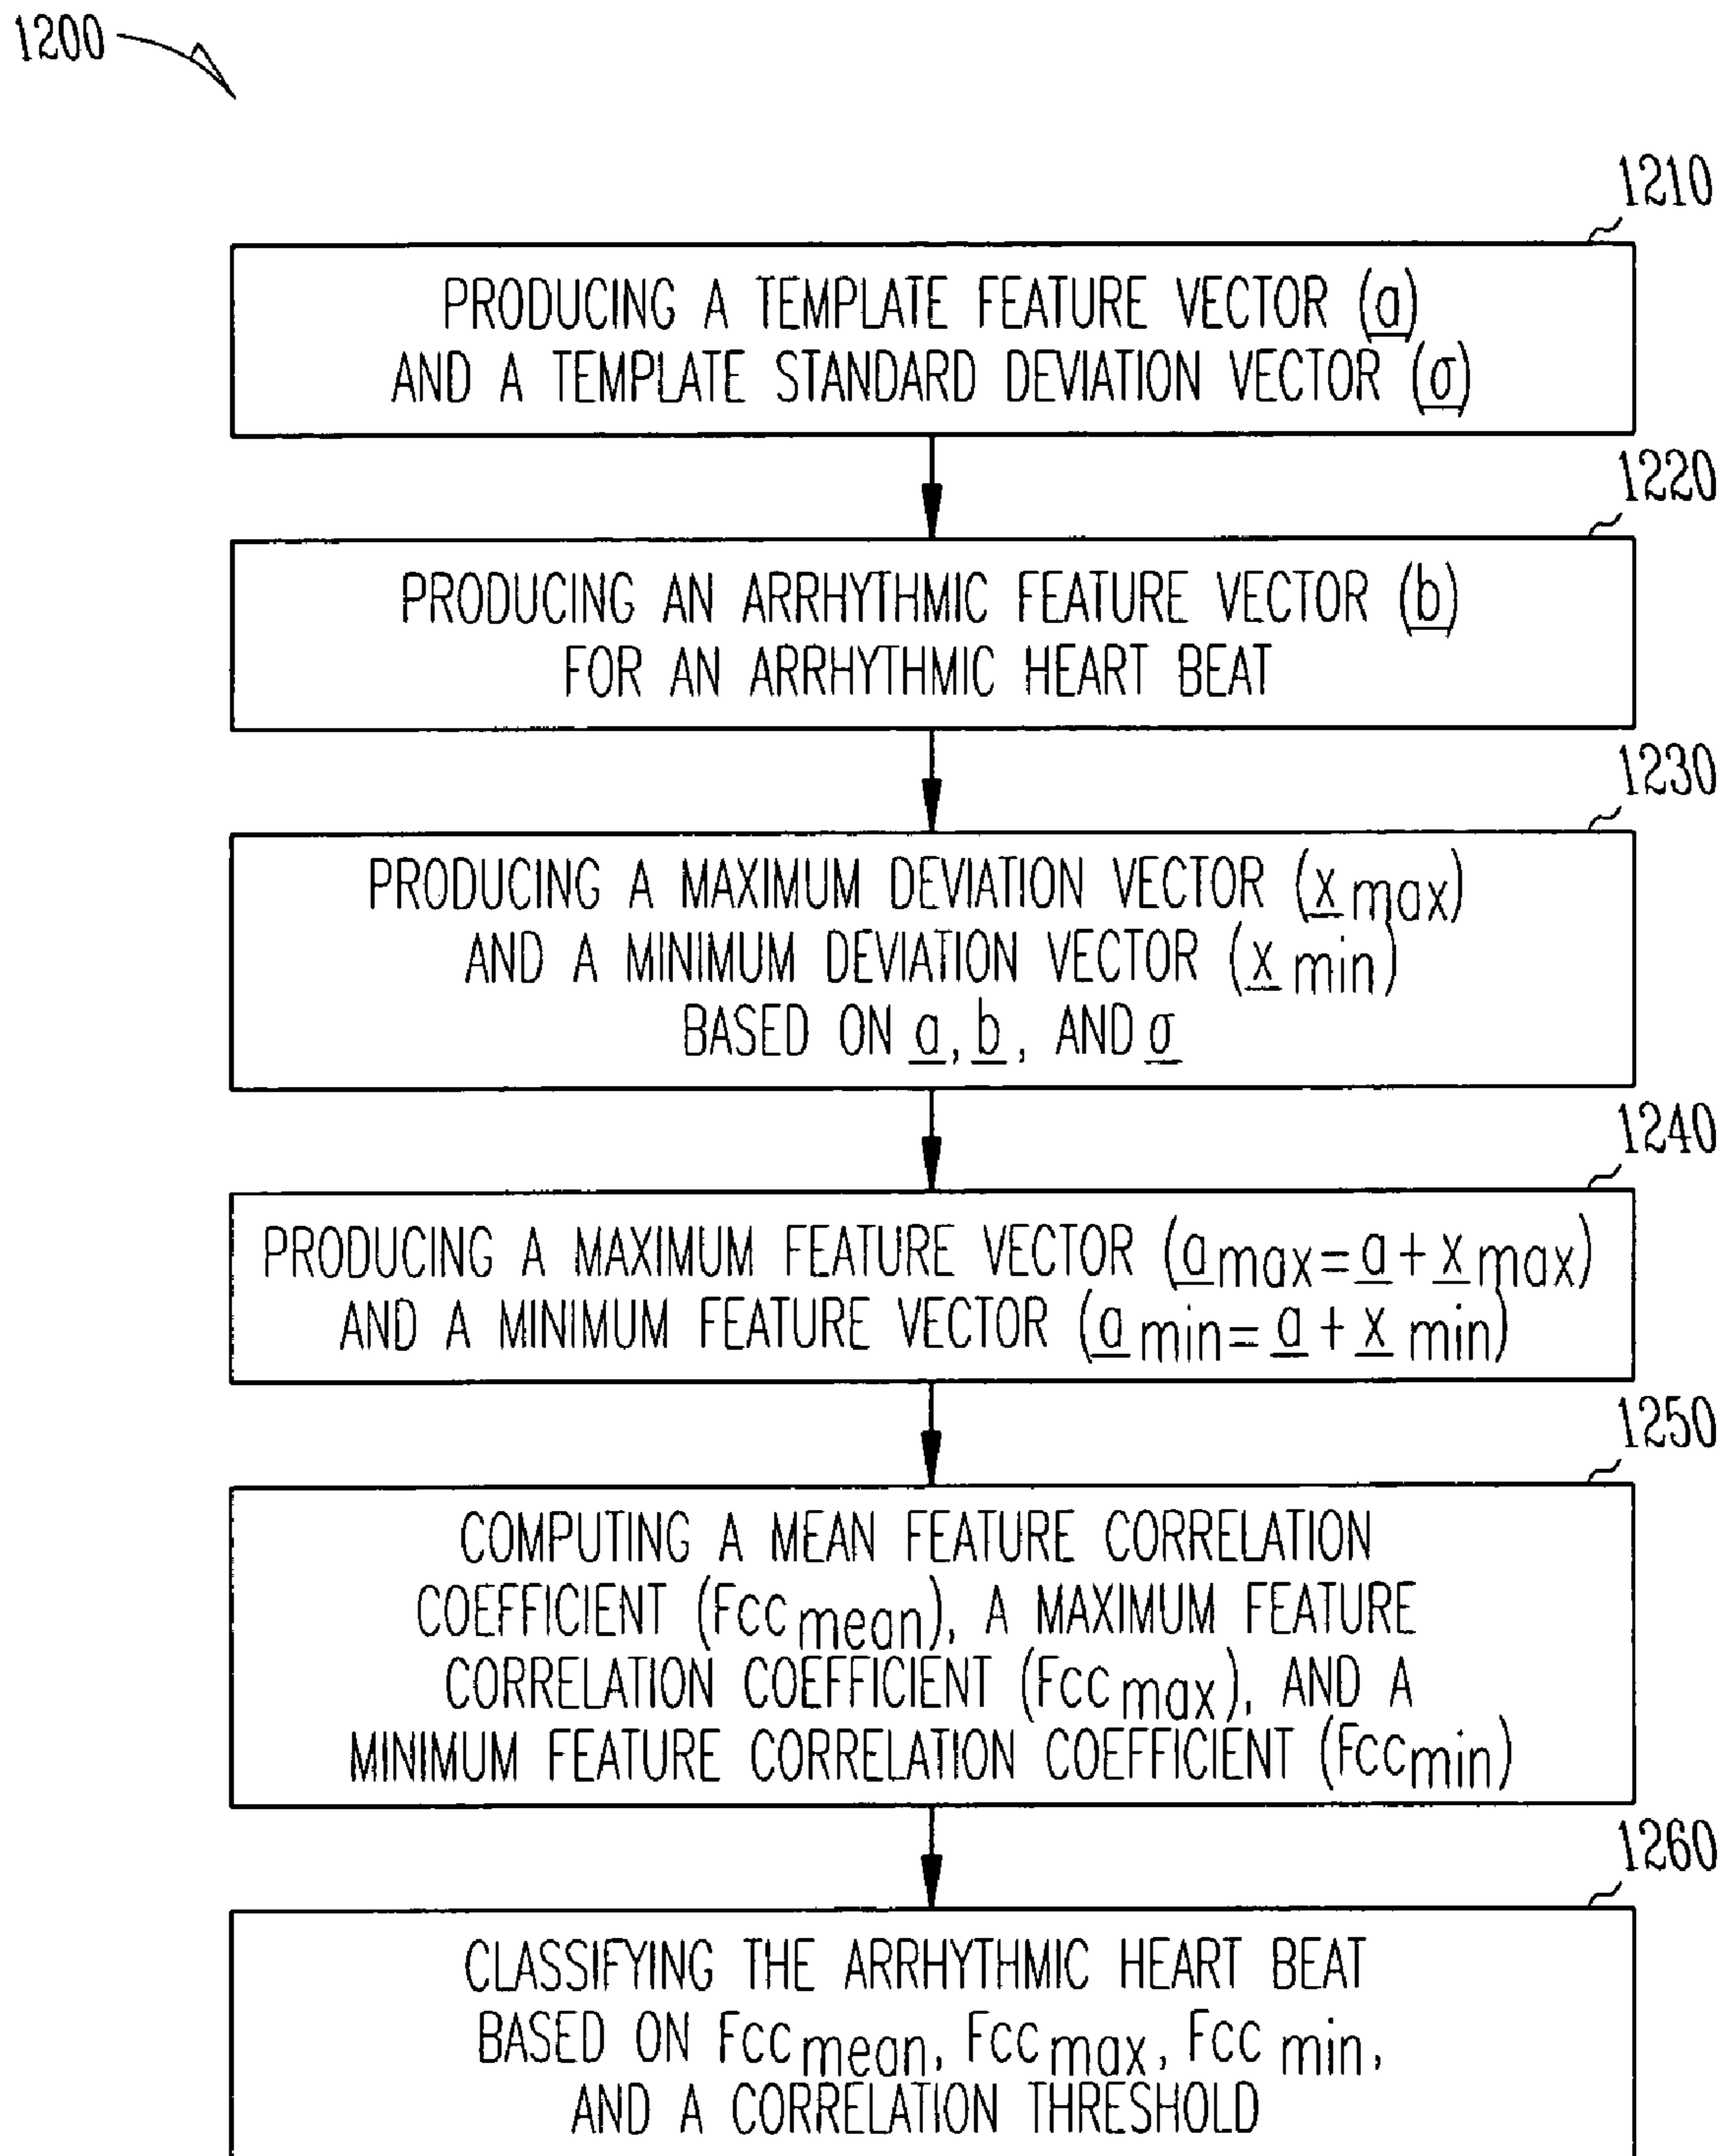 1200
1210
PRODUCING A TEMPLATE FEATURE VECTOR (a)
AND A TEMPLATE STANDARD DEVIATION VECTOR (σ)
1220
PRODUCING AN ARRHYTHMIC FEATURE VECTOR (b)
FOR AN ARRHYTHMIC HEART BEAT
1230
PRODUCING A MAXIMUM DEVIATION VECTOR (x max)
AND A MINIMUM DEVIATION VECTOR (x min)
BASED ON a, b, AND σ
1240
PRODUCING A MAXIMUM FEATURE VECTOR (a max = a + x max)
AND A MINIMUM FEATURE VECTOR (a min = a + x min)
1250
COMPUTING A MEAN FEATURE CORRELATION
COEFFICIENT (Fcc mean), A MAXIMUM FEATURE
CORRELATION COEFFICIENT (Fcc max), AND A
MINIMUM FEATURE CORRELATION COEFFICIENT (Fcc min)
1260
CLASSIFYING THE ARRHYTHMIC HEART BEAT
BASED ON Fcc mean, Fcc max, Fcc min,
AND A CORRELATION THRESHOLD